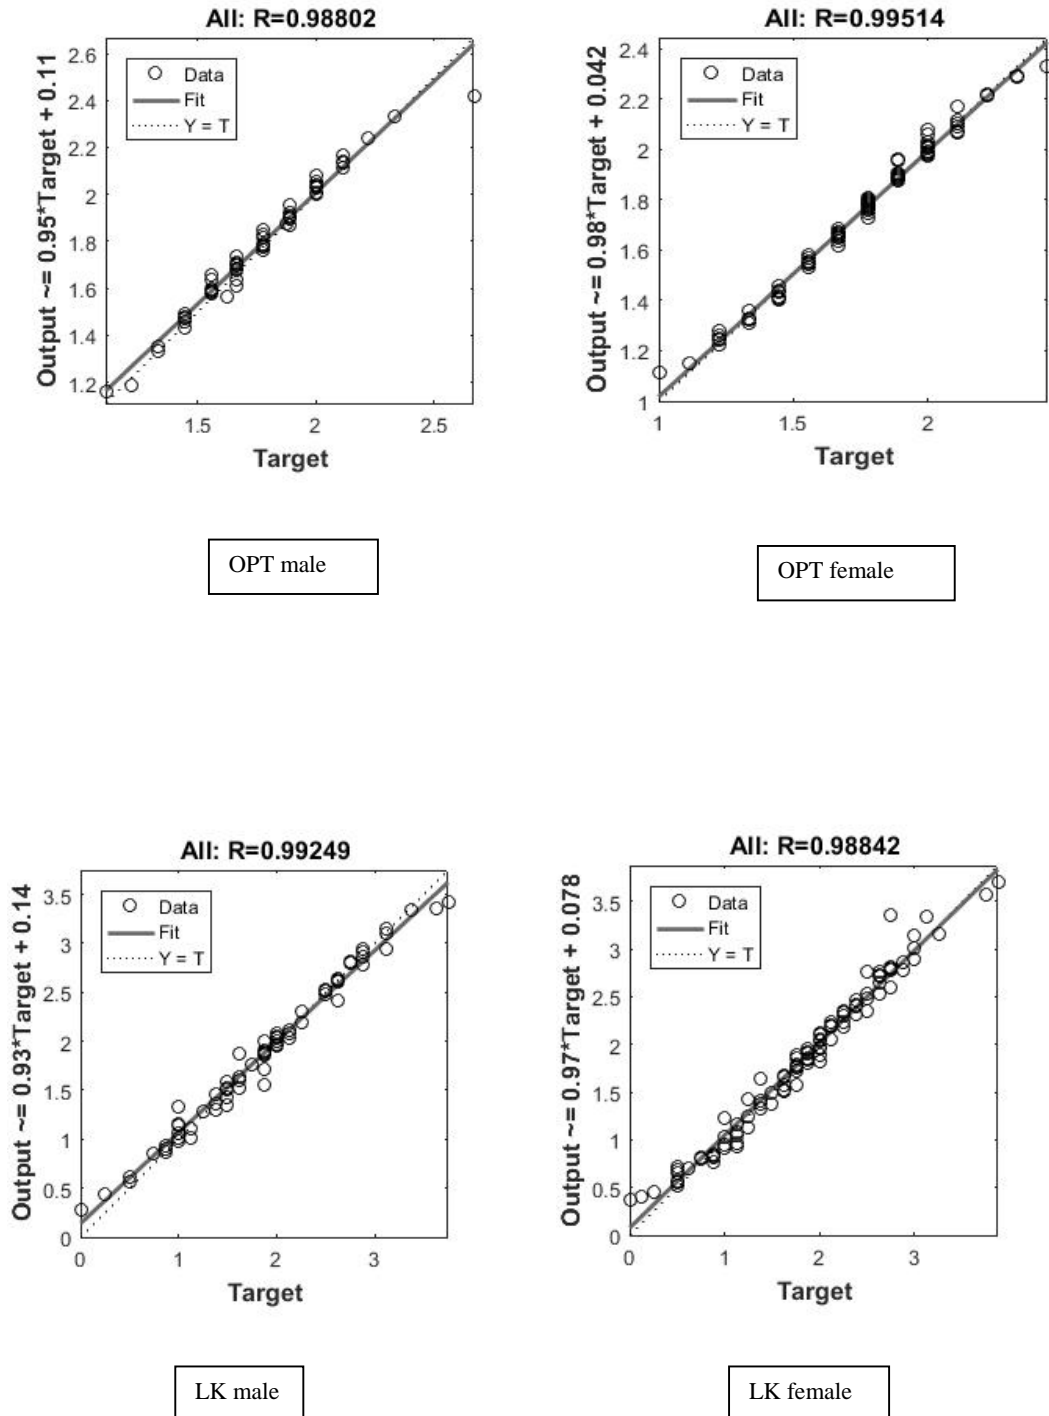 All: R=0.98802
Output ~= 0.95*Target + 0.11
2.6
2.4
2.2
2
1.8
1.6
1.4
1.2
Data
Fit
Y = T
1.5
2
2.5
Target
OPT male
All: R=0.99514
Output ~= 0.98*Target + 0.042
2.4
2.2
2
1.8
1.6
1.4
1.2
1
Data
Fit
Y = T
1
1.5
2
Target
OPT female
All: R=0.99249
Output ~= 0.93*Target + 0.14
3.5
3
2.5
2
1.5
1
0.5
0
Data
Fit
Y = T
0
1
2
3
Target
LK male
All: R=0.98842
Output ~= 0.97*Target + 0.078
3.5
3
2.5
2
1.5
1
0.5
0
Data
Fit
Y = T
0
1
2
3
Target
LK female